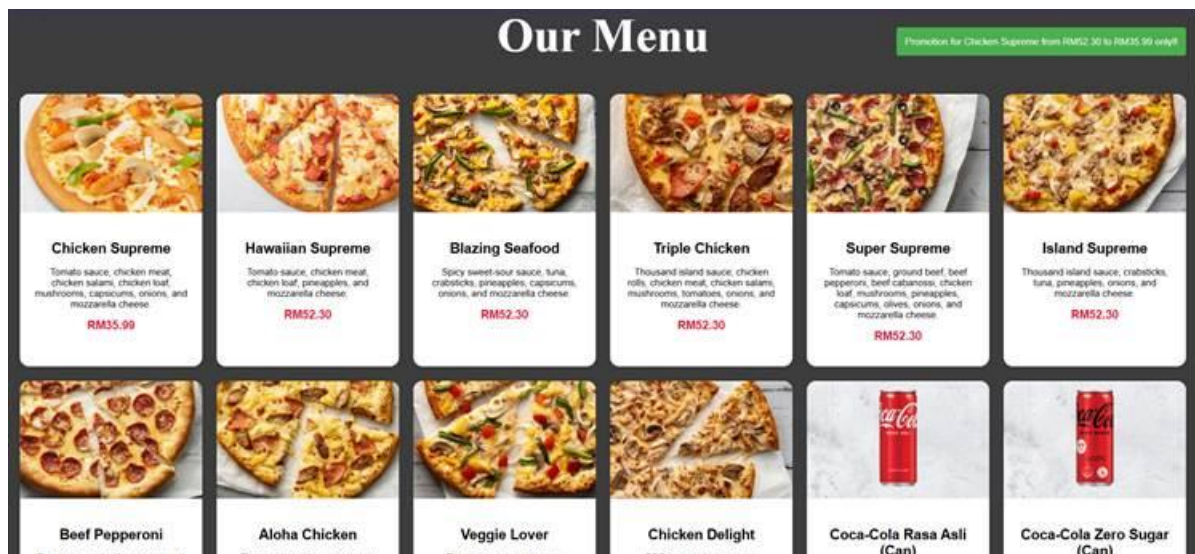 Our Menu
Promotion for Chicken Supreme from RM52.30 to RM35.99 only!!
Chicken Supreme
Tomato sauce, chicken meat,
chicken salami, chicken loaf,
mushrooms, capsicums, onions, and
mozzarella cheese.
RM35.99
Hawaiian Supreme
Tomato sauce, chicken meat,
chicken loaf, pineapples, and
mozzarella cheese.
RM52.30
Blazing Seafood
Spicy sweet-sour sauce, tuna,
crabsticks, pineapples, capsicums,
onions, and mozzarella cheese.
RM52.30
Triple Chicken
Thousand island sauce, chicken
rolls, chicken meat, chicken salami,
mushrooms, tomatoes, onions, and
mozzarella cheese.
RM52.30
Super Supreme
Tomato sauce, ground beef, beef
pepperoni, beef cabanossi, chicken
loaf, mushrooms, pineapples,
capsicums, olives, onions, and
mozzarella cheese.
RM52.30
Island Supreme
Thousand island sauce, crabsticks,
tuna, pineapples, onions, and
mozzarella cheese.
RM52.30
Beef Pepperoni
Aloha Chicken
Veggie Lover
Chicken Delight
Coca-Cola Rasa Asli
(Can)
Coca-Cola Zero Sugar
(Can)